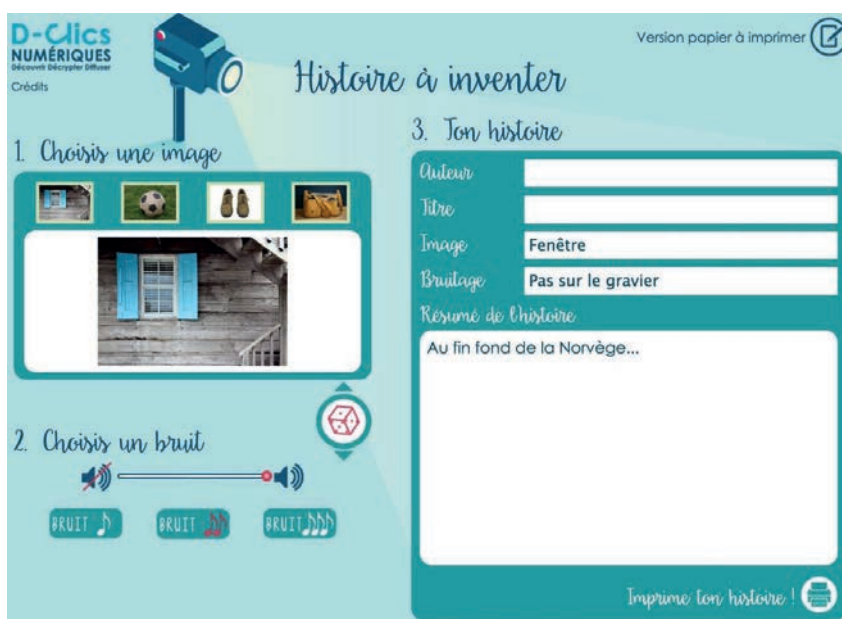 D-Clics
NUMÉRIQUES
Découvrir Décrypter Diffuser
Crédits
Version papier à imprimer
Histoire à inventer
1. Choisis une image
2. Choisis un bruit
BRUIT
BRUIT
BRUIT
3. Ton histoire
Auteur
Titre
Image
Fenêtre
Bruitage
Pas sur le gravier
Résumé de l'histoire
Au fin fond de la Norvège...
Imprime ton histoire !